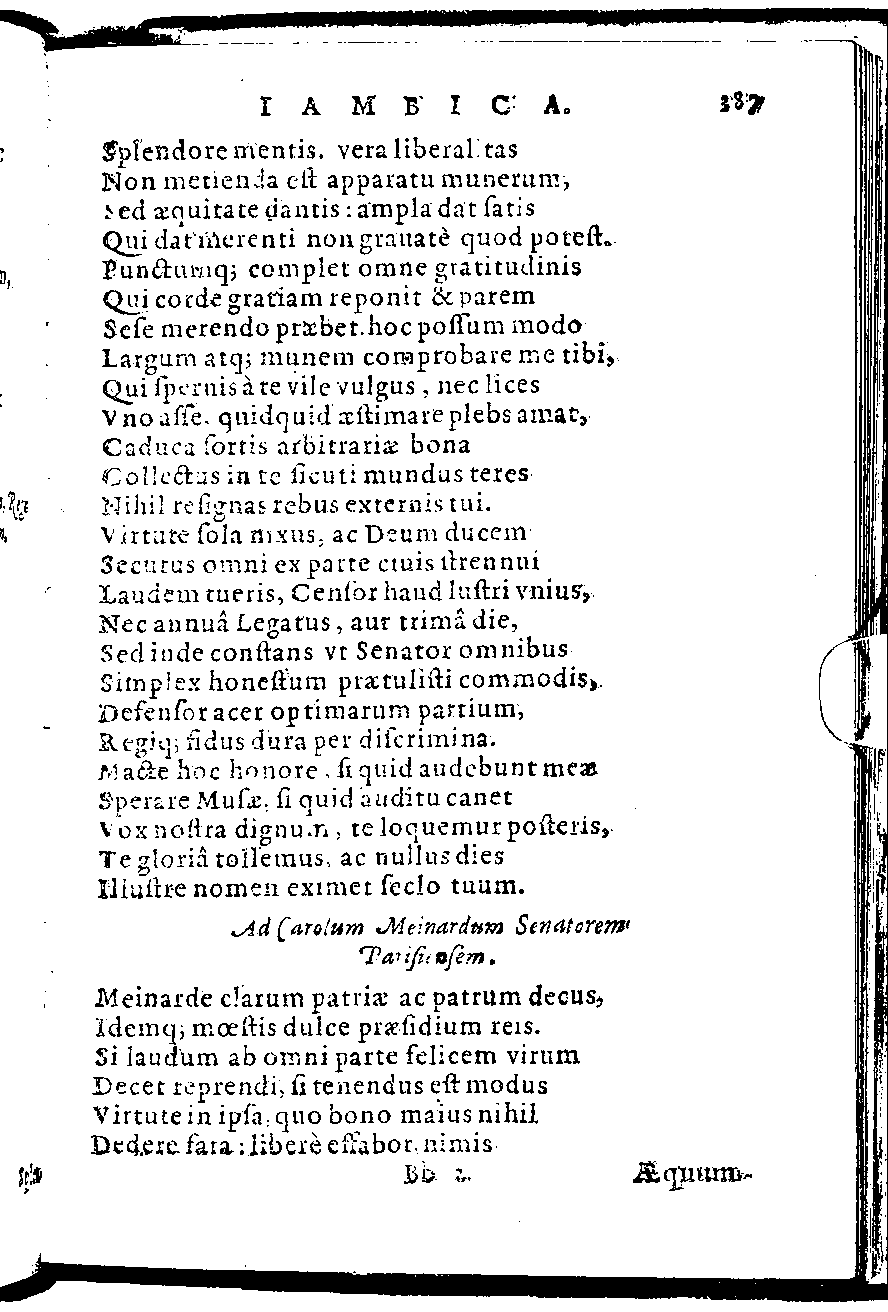 IAMBICA. 387
Splendore mentis. vera liberalitas
Non metienda est apparatu munerum,
Sed æquitate dantis : ampla dat satis
Qui dat merenti non grauatè quod potest.
Punctumq; complet omne gratitudinis
Qui corde gratiam reponit & parem
Sese merendo præbet. hoc possum modo
Largum atq; munem comprobare me tibi,
Qui spernis à te vile vulgus, nec lices
Vno asse. quidquid æstimare plebs amat,
Caduca sortis arbitrariæ bona
Collectus in te sicuti mundus teres
Nihil resignas rebus externis tui.
Virtute sola nixus, ac Deum ducem
Secutus omni ex parte ciuis strennui
Laudem tueris, Censor haud lustri vnius,
Nec annuâ Legatus, aut trimâ die,
Sed inde constans vt Senator omnibus
Simplex honestum prætulisti commodis,
Defensor acer optimarum partium,
Regiq; fidus dura per discrimina.
Macte hoc honore, si quid audebunt meæ
Sperare Musæ, si quid auditu canet
Vox nostra dignum, te loquemur posteris,
Te gloriâ tollemus, ac nullus dies
Illustre nomen eximet seclo tuum.
Ad Carolum Meinardum Senatorem
Parisiensem.
Meinarde clarum patriæ ac patrum decus,
Idemq; mœstis dulce præsidium reis.
Si laudum ab omni parte felicem virum
Decet reprendi, si tenendus est modus
Virtute in ipsa, quo bono maius nihil
Dedere fata : liberè effabor, nimis
Bb 2. Æquum